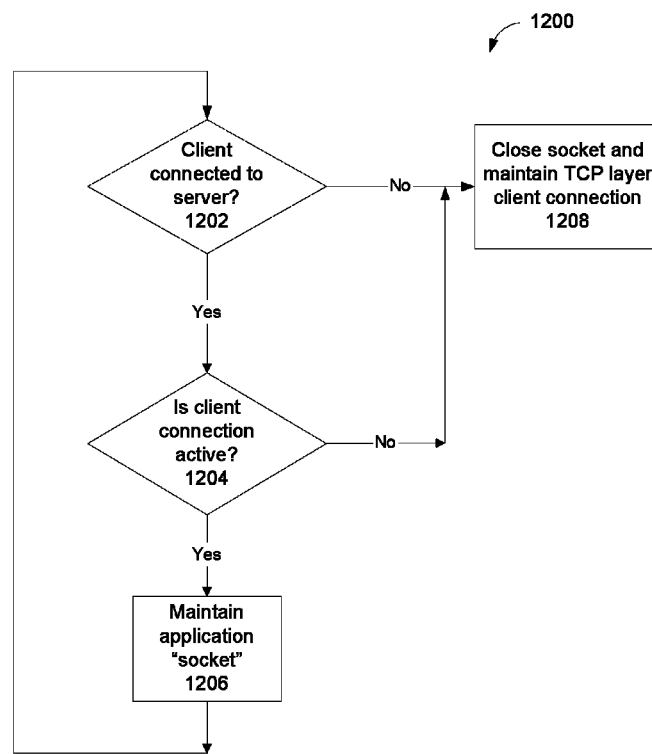 1200
Client
connected to
server?
1202
No
Close socket and
maintain TCP layer
client connection
1208
Yes
Is client
connection
active?
1204
No
Yes
Maintain
application
“socket”
1206